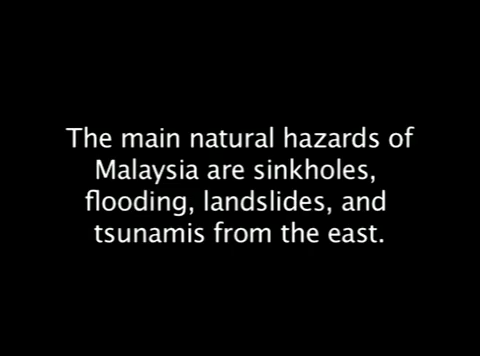 The main natural hazards of
Malaysia are sinkholes,
flooding, landslides, and
tsunamis from the east.